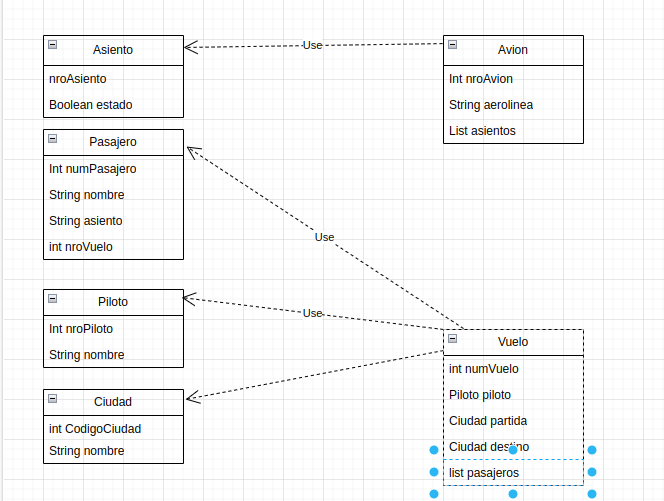 Asiento
nroAsiento
Boolean estado
Use
Avion
Int nroAvion
String aerolinea
List asientos
Pasajero
Int numPasajero
String nombre
String asiento
int nroVuelo
Use
Piloto
Int nroPiloto
String nombre
Use
Ciudad
int CodigoCiudad
String nombre
Vuelo
int numVuelo
Piloto piloto
Ciudad partida
Ciudad destino
list pasajeros